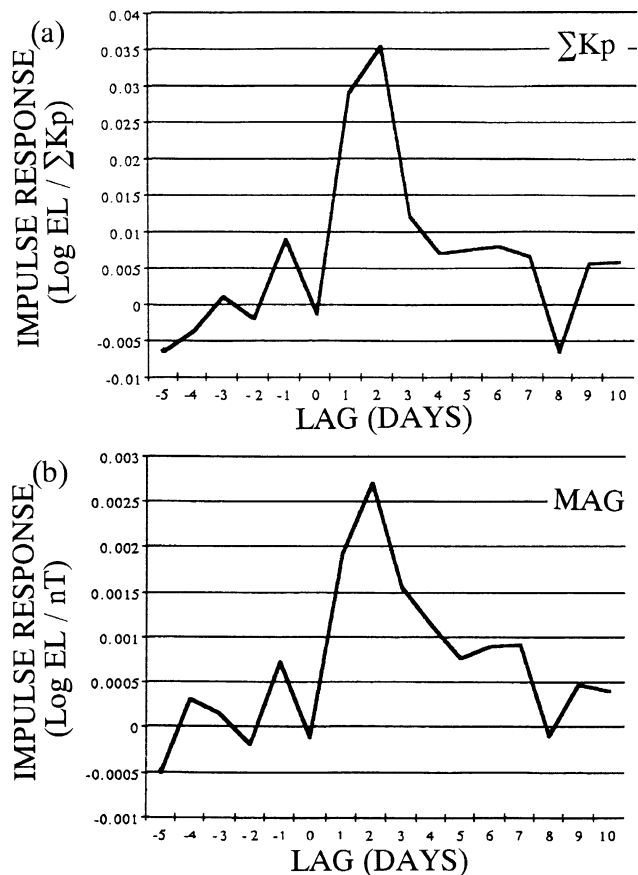 (a)
ΣKp
IMPULSE RESPONSE
(Log EL / ΣKp)
0.04
0.035
0.03
0.025
0.02
0.015
0.01
0.005
0
-0.005
-0.01
-5 -4 -3 -2 -1 0 1 2 3 4 5 6 7 8 9 10
LAG (DAYS)
(b)
MAG
IMPULSE RESPONSE
(Log EL / nT)
0.003
0.0025
0.002
0.0015
0.001
0.0005
0
-0.0005
-0.001
-5 -4 -3 -2 -1 0 1 2 3 4 5 6 7 8 9 10
LAG (DAYS)